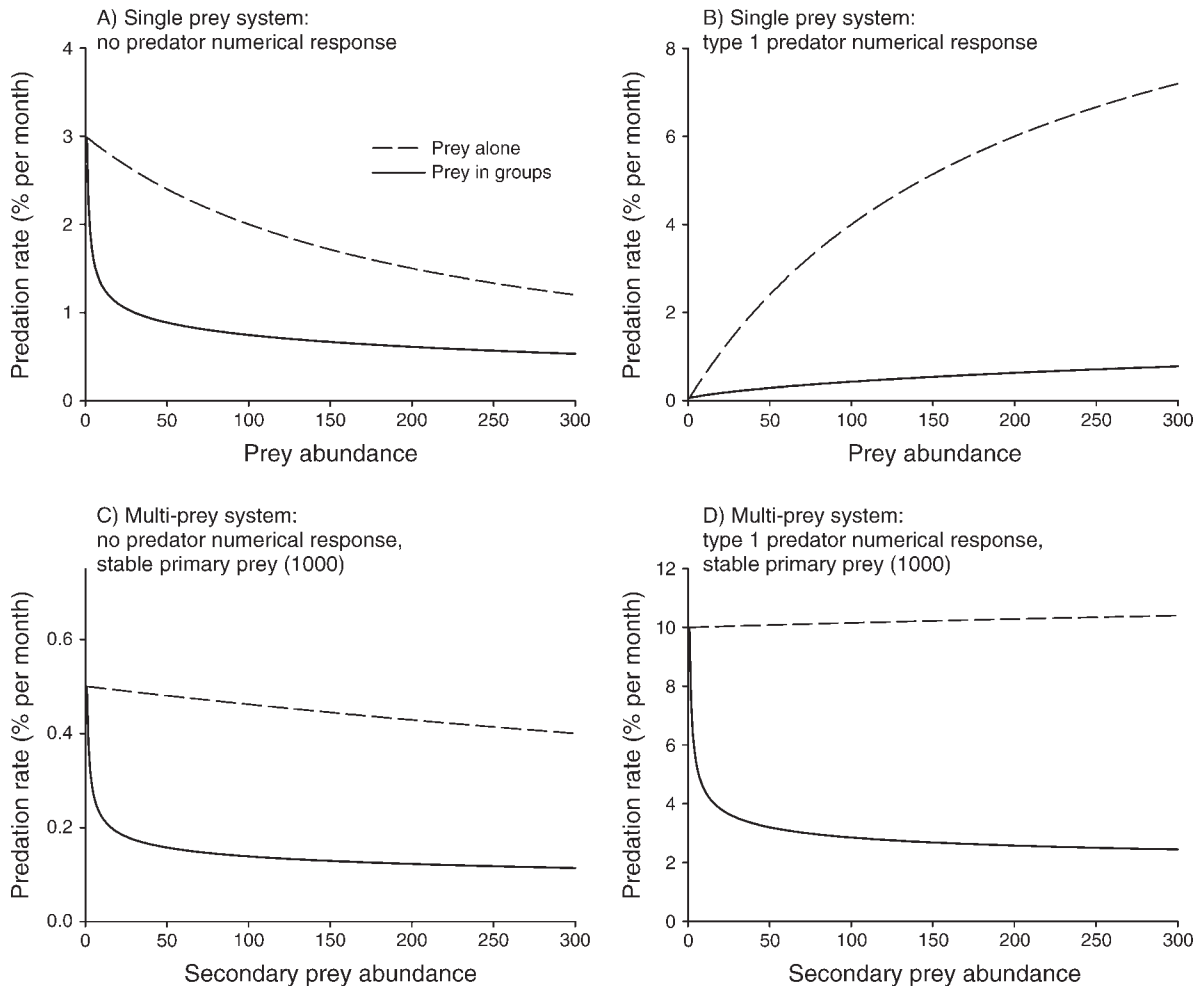 A) Single prey system:
no predator numerical response
4
3
2
1
0
Predation rate (% per month)
Prey alone
Prey in groups
0 50 100 150 200 250 300
Prey abundance
B) Single prey system:
type 1 predator numerical response
8
6
4
2
0
Predation rate (% per month)
0 50 100 150 200 250 300
Prey abundance
C) Multi-prey system:
no predator numerical response,
stable primary prey (1000)
0.6
0.4
0.2
0.0
Predation rate (% per month)
0 50 100 150 200 250 300
Secondary prey abundance
D) Multi-prey system:
type 1 predator numerical response,
stable primary prey (1000)
12
10
8
6
4
2
0
Predation rate (% per month)
0 50 100 150 200 250 300
Secondary prey abundance